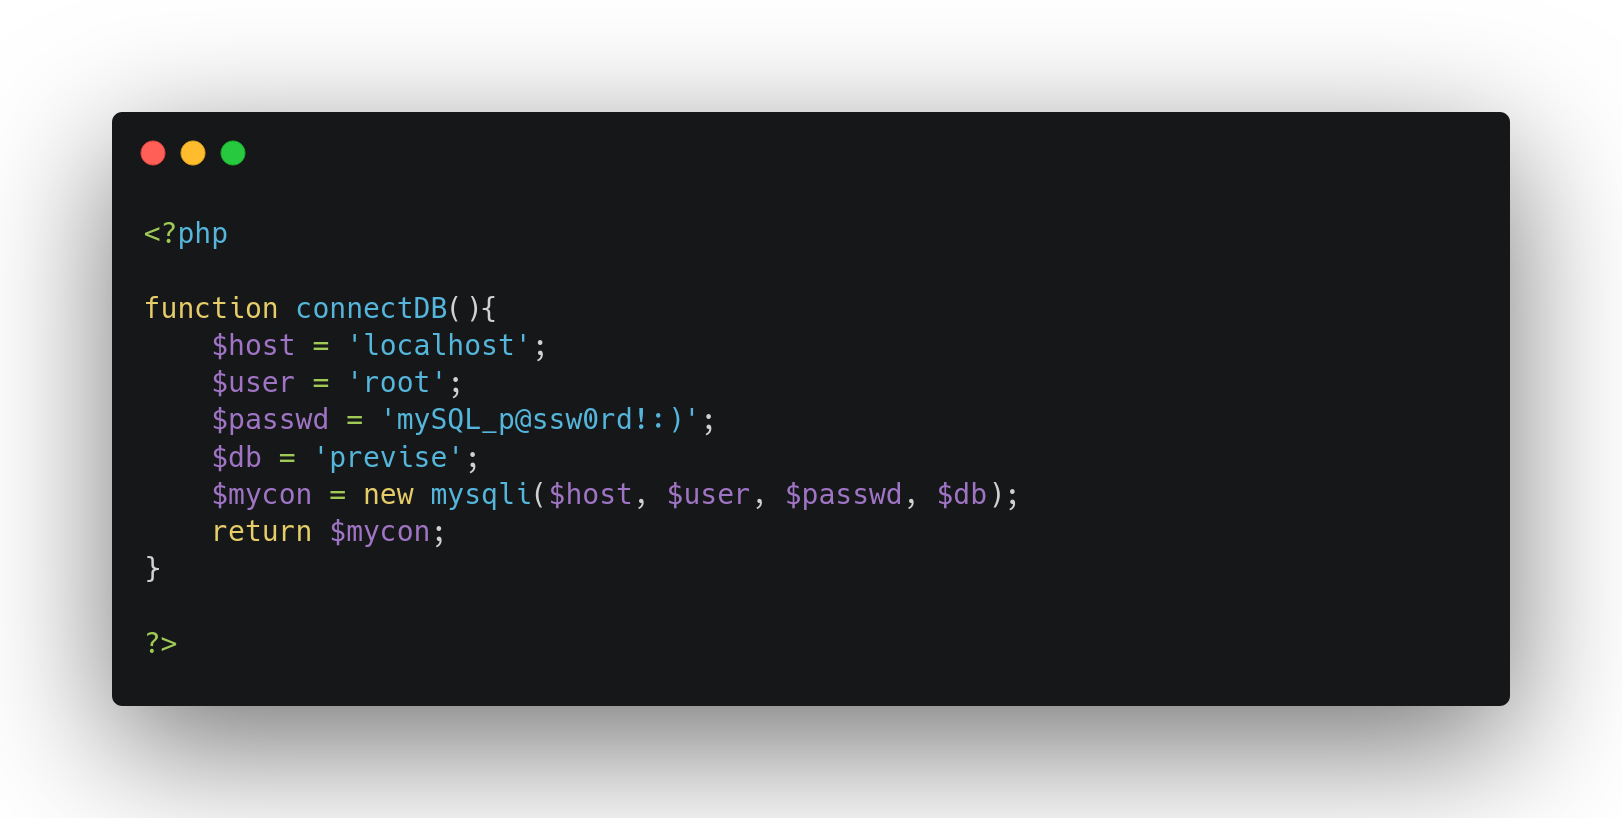 <?php
function connectDB(){
    $host = 'localhost';
    $user = 'root';
    $passwd = 'mySQL_p@ssw0rd!:)';
    $db = 'previse';
    $mycon = new mysqli($host, $user, $passwd, $db);
    return $mycon;
}
?>